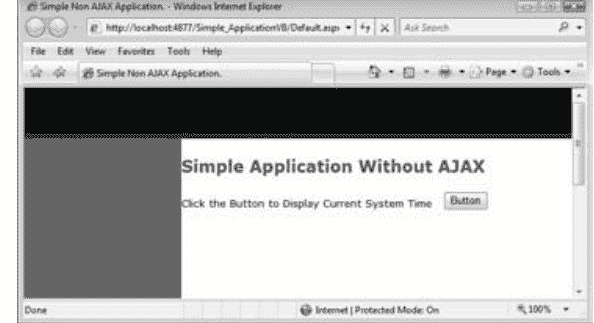 Simple Non AJAX Application. - Windows Internet Explorer
http://localhost:4877/Simple_ApplicationVB/Default.aspx
Ask Search
File Edit View Favorites Tools Help
Simple Non AJAX Application.
Page Tools
Simple Application Without AJAX
Click the Button to Display Current System Time Button
Done
Internet | Protected Mode: On
100%